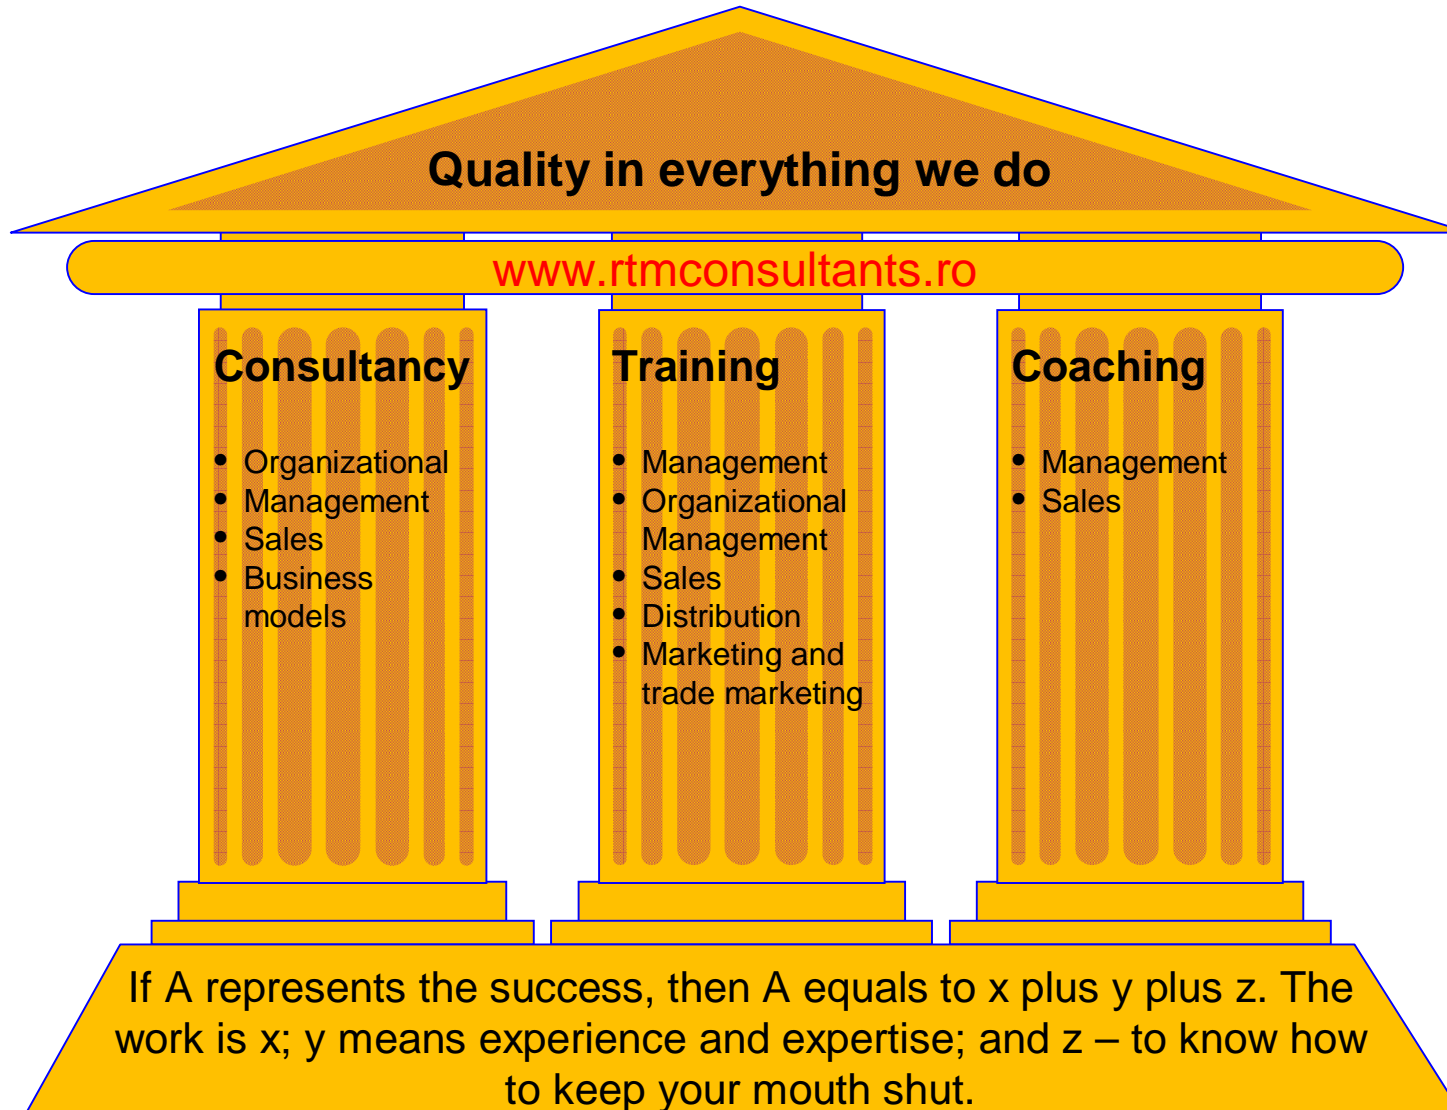 Quality in everything we do
www.rtmconsultants.ro
Consultancy
• Organizational
• Management
• Sales
• Business
models
Training
• Management
• Organizational
Management
• Sales
• Distribution
• Marketing and
trade marketing
Coaching
• Management
• Sales
If A represents the success, then A equals to x plus y plus z. The
work is x; y means experience and expertise; and z – to know how
to keep your mouth shut.